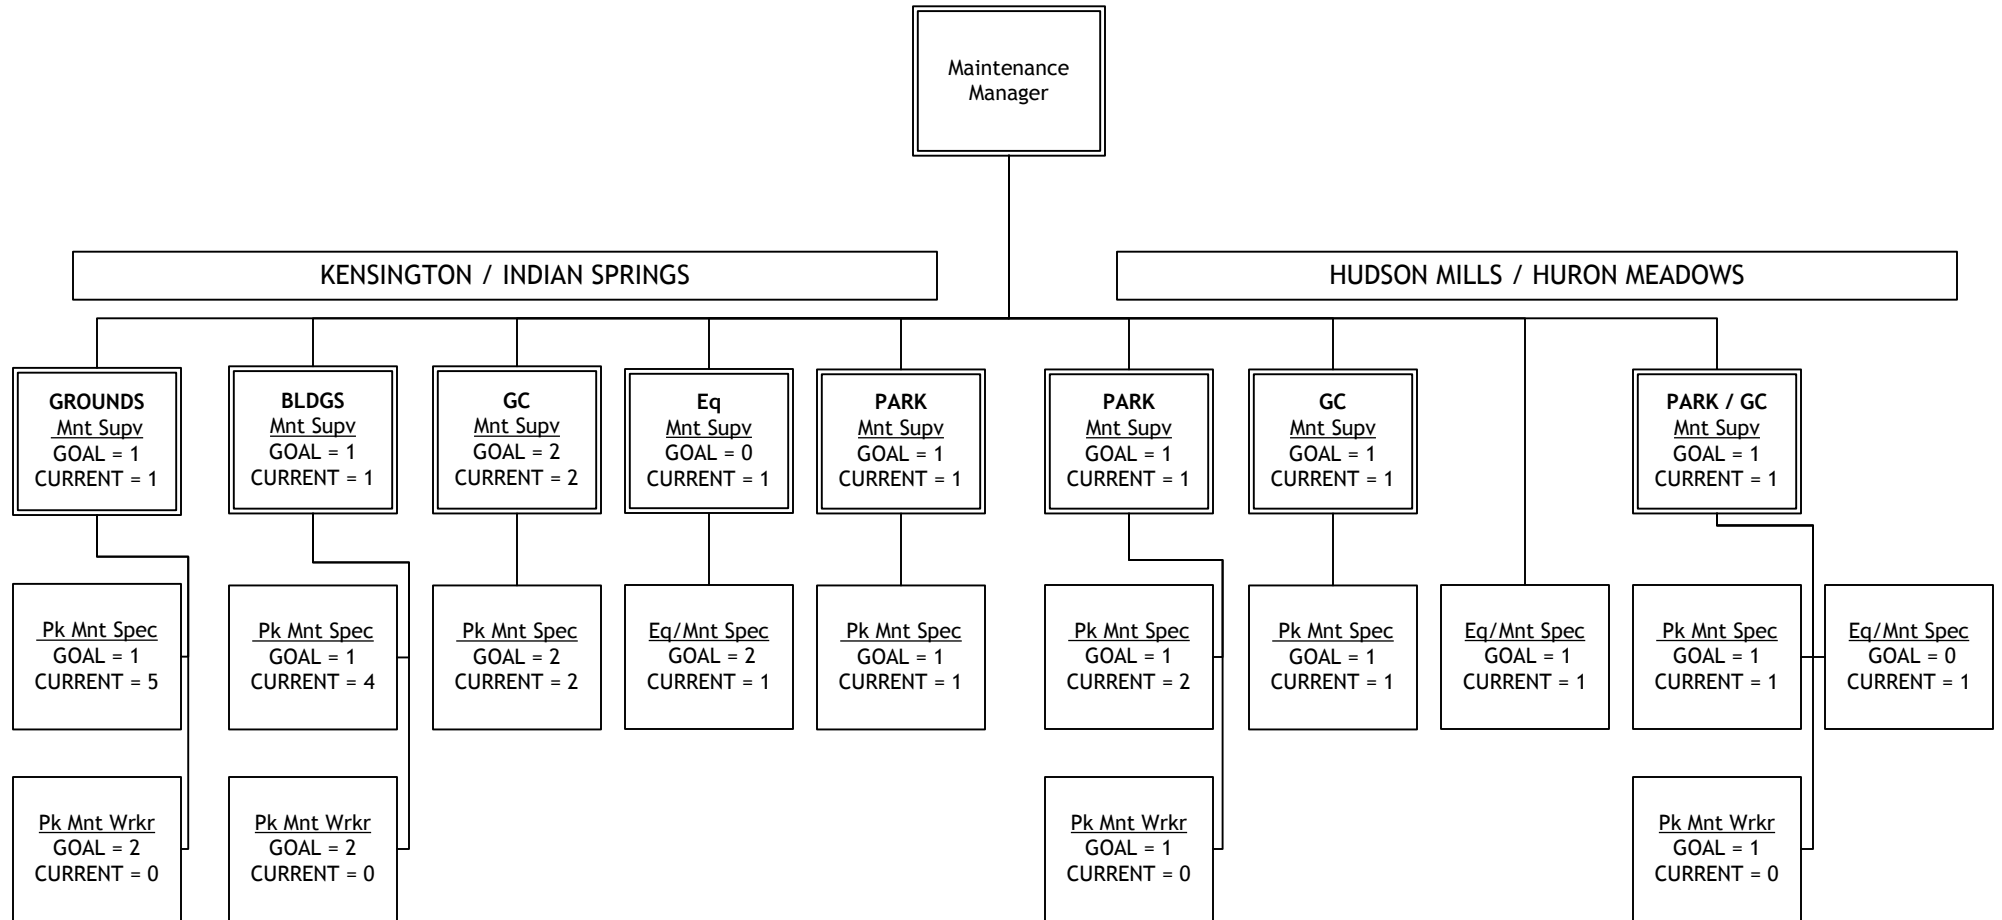 Maintenance
Manager
KENSINGTON / INDIAN SPRINGS
HUDSON MILLS / HURON MEADOWS
GROUNDS
Mnt Supv
GOAL = 1
CURRENT = 1
BLDGS
Mnt Supv
GOAL = 1
CURRENT = 1
GC
Mnt Supv
GOAL = 2
CURRENT = 2
Eq
Mnt Supv
GOAL = 0
CURRENT = 1
PARK
Mnt Supv
GOAL = 1
CURRENT = 1
PARK
Mnt Supv
GOAL = 1
CURRENT = 1
GC
Mnt Supv
GOAL = 1
CURRENT = 1
PARK / GC
Mnt Supv
GOAL = 1
CURRENT = 1
Pk Mnt Spec
GOAL = 1
CURRENT = 5
Pk Mnt Spec
GOAL = 1
CURRENT = 4
Pk Mnt Spec
GOAL = 2
CURRENT = 2
Eq/Mnt Spec
GOAL = 2
CURRENT = 1
Pk Mnt Spec
GOAL = 1
CURRENT = 1
Pk Mnt Spec
GOAL = 1
CURRENT = 2
Pk Mnt Spec
GOAL = 1
CURRENT = 1
Eq/Mnt Spec
GOAL = 1
CURRENT = 1
Pk Mnt Spec
GOAL = 1
CURRENT = 1
Eq/Mnt Spec
GOAL = 0
CURRENT = 1
Pk Mnt Wrkr
GOAL = 2
CURRENT = 0
Pk Mnt Wrkr
GOAL = 2
CURRENT = 0
Pk Mnt Wrkr
GOAL = 1
CURRENT = 0
Pk Mnt Wrkr
GOAL = 1
CURRENT = 0